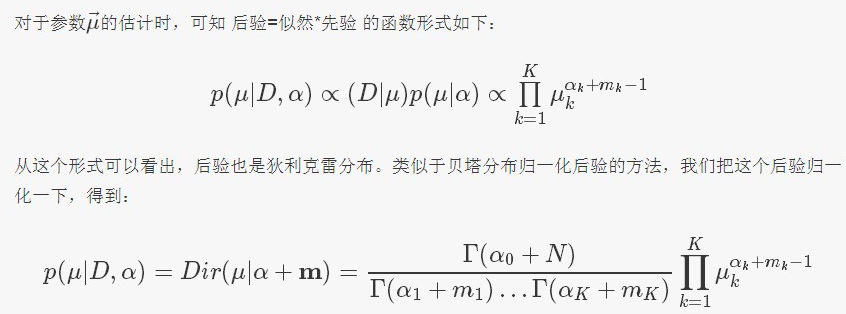 对于参数$\vec{\mu}$的估计时，可知 后验=似然*先验 的函数形式如下：
$p(\mu|D,\alpha) \propto (D|\mu)p(\mu|\alpha) \propto \prod_{k=1}^{K} \mu_k^{\alpha_k+m_k-1}$
从这个形式可以看出，后验也是狄利克雷分布。类似于贝塔分布归一化后验的方法，我们把这个后验归一
化一下，得到：
$p(\mu|D,\alpha) = Dir(\mu|\alpha+\mathbf{m}) = \frac{\Gamma(\alpha_0+N)}{\Gamma(\alpha_1+m_1)\ldots\Gamma(\alpha_K+m_K)} \prod_{k=1}^{K} \mu_k^{\alpha_k+m_k-1}$